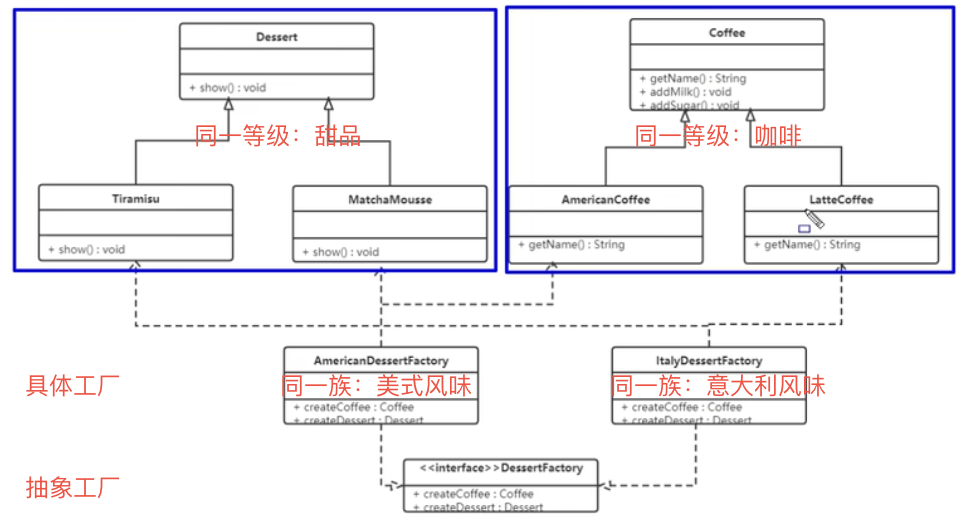 Dessert
+ show() : void
Coffee
+ getName() : String
+ addMilk() : void
+ addSugar() : void
同一等级：甜品
同一等级：咖啡
Tiramisu
+ show() : void
MatchaMousse
+ show() : void
AmericanCoffee
+ getName() : String
LatteCoffee
+ getName() : String
具体工厂
AmericanDessertFactory
同一族：美式风味
+ createCoffee : Coffee
+ createDessert : Dessert
ItalyDessertFactory
同一族：意大利风味
+ createCoffee : Coffee
+ createDessert : Dessert
抽象工厂
<<interface>>DessertFactory
+ createCoffee : Coffee
+ createDessert : Dessert